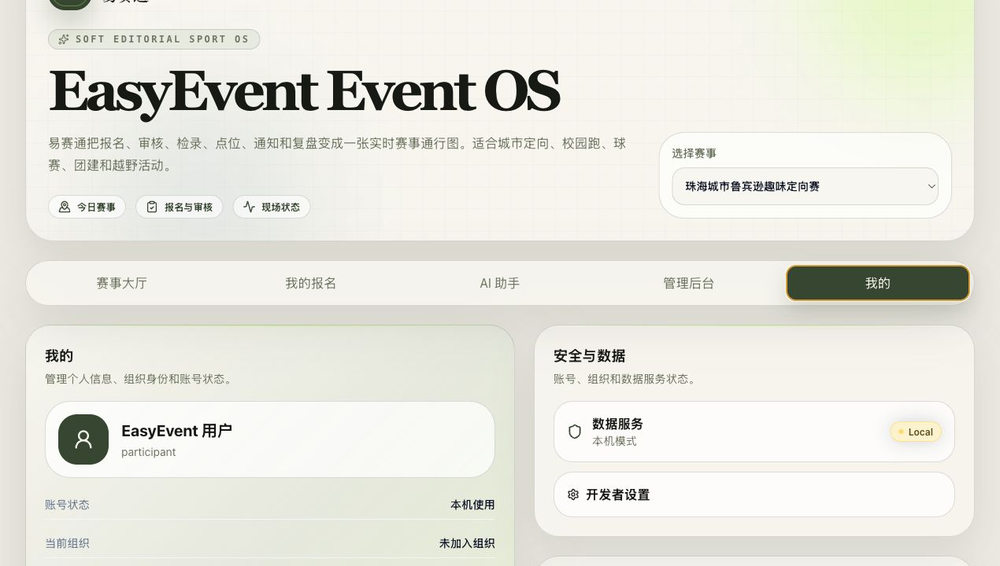 SOFT EDITORIAL SPORT OS
EasyEvent Event OS
易赛通把报名、审核、检录、点位、通知和复盘变成一张实时赛事通行图。适合城市定向、校园跑、球
赛、团建和越野活动。
今日赛事
报名与审核
现场状态
选择赛事
珠海城市鲁宾逊趣味定向赛
赛事大厅
我的报名
AI 助手
管理后台
我的
我的
管理个人信息、组织身份和账号状态。
EasyEvent 用户
participant
账号状态
本机使用
当前组织
未加入组织
安全与数据
账号、组织和数据服务状态。
数据服务
本机模式
Local
开发者设置